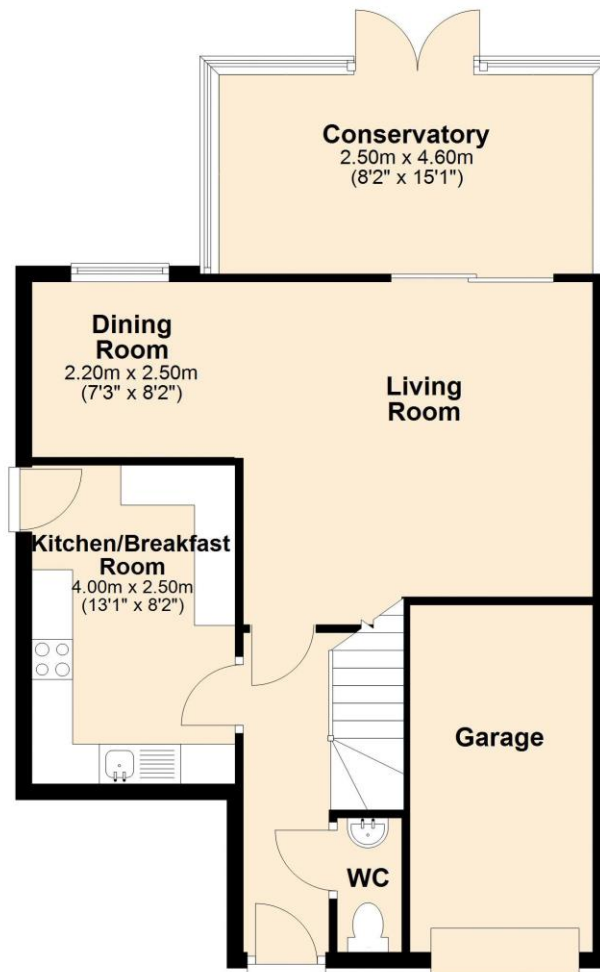 Conservatory
2.50m x 4.60m
(8'2" x 15'1")
Dining
Room
2.20m x 2.50m
(7'3" x 8'2")
Living
Room
Kitchen/Breakfast
Room
4.00m x 2.50m
(13'1" x 8'2")
Garage
WC